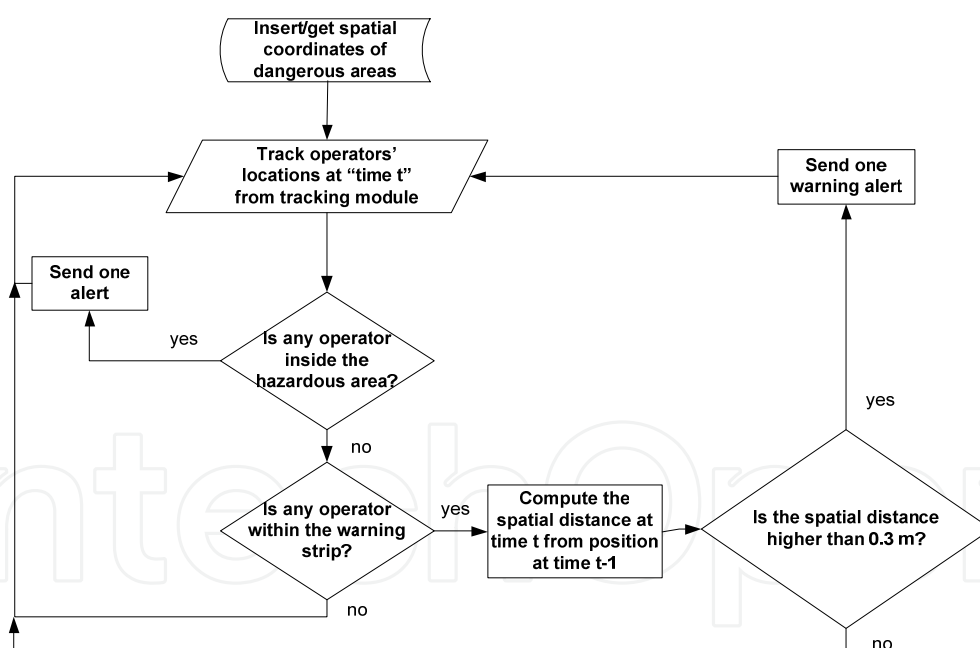 Insert/get spatial
coordinates of
dangerous areas
Track operators’
locations at “time t”
from tracking module
Send one
warning alert
Send one
alert
yes
Is any operator
inside the
hazardous area?
yes
no
Is any operator
within the warning
strip?
yes
Compute the
spatial distance at
time t from position
at time t-1
Is the spatial distance
higher than 0.3 m?
no
no
ntechOpe